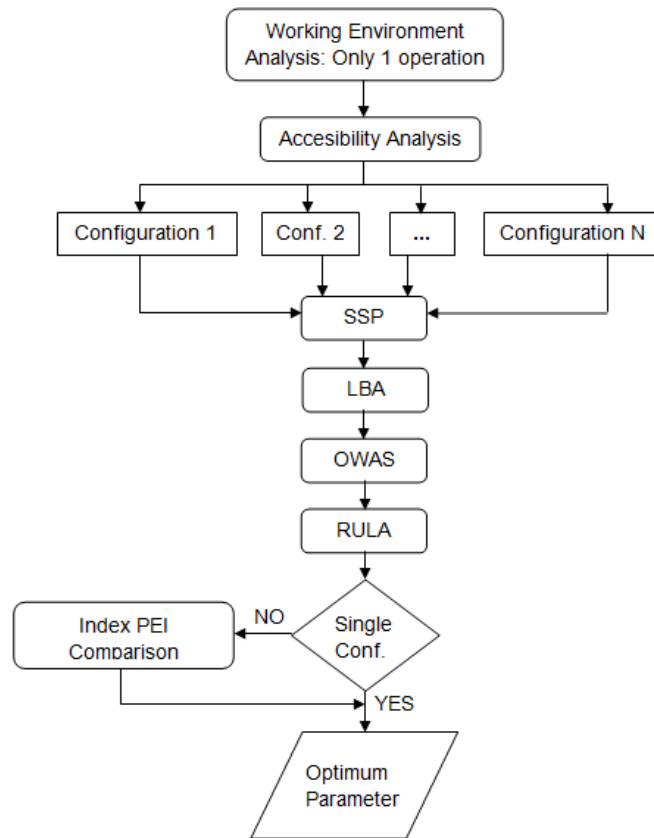 Working Environment
Analysis: Only 1 operation
Accesibility Analysis
Configuration 1
Conf. 2
...
Configuration N
SSP
LBA
OWAS
RULA
NO
Single
Conf.
Index PEI
Comparison
YES
Optimum
Parameter